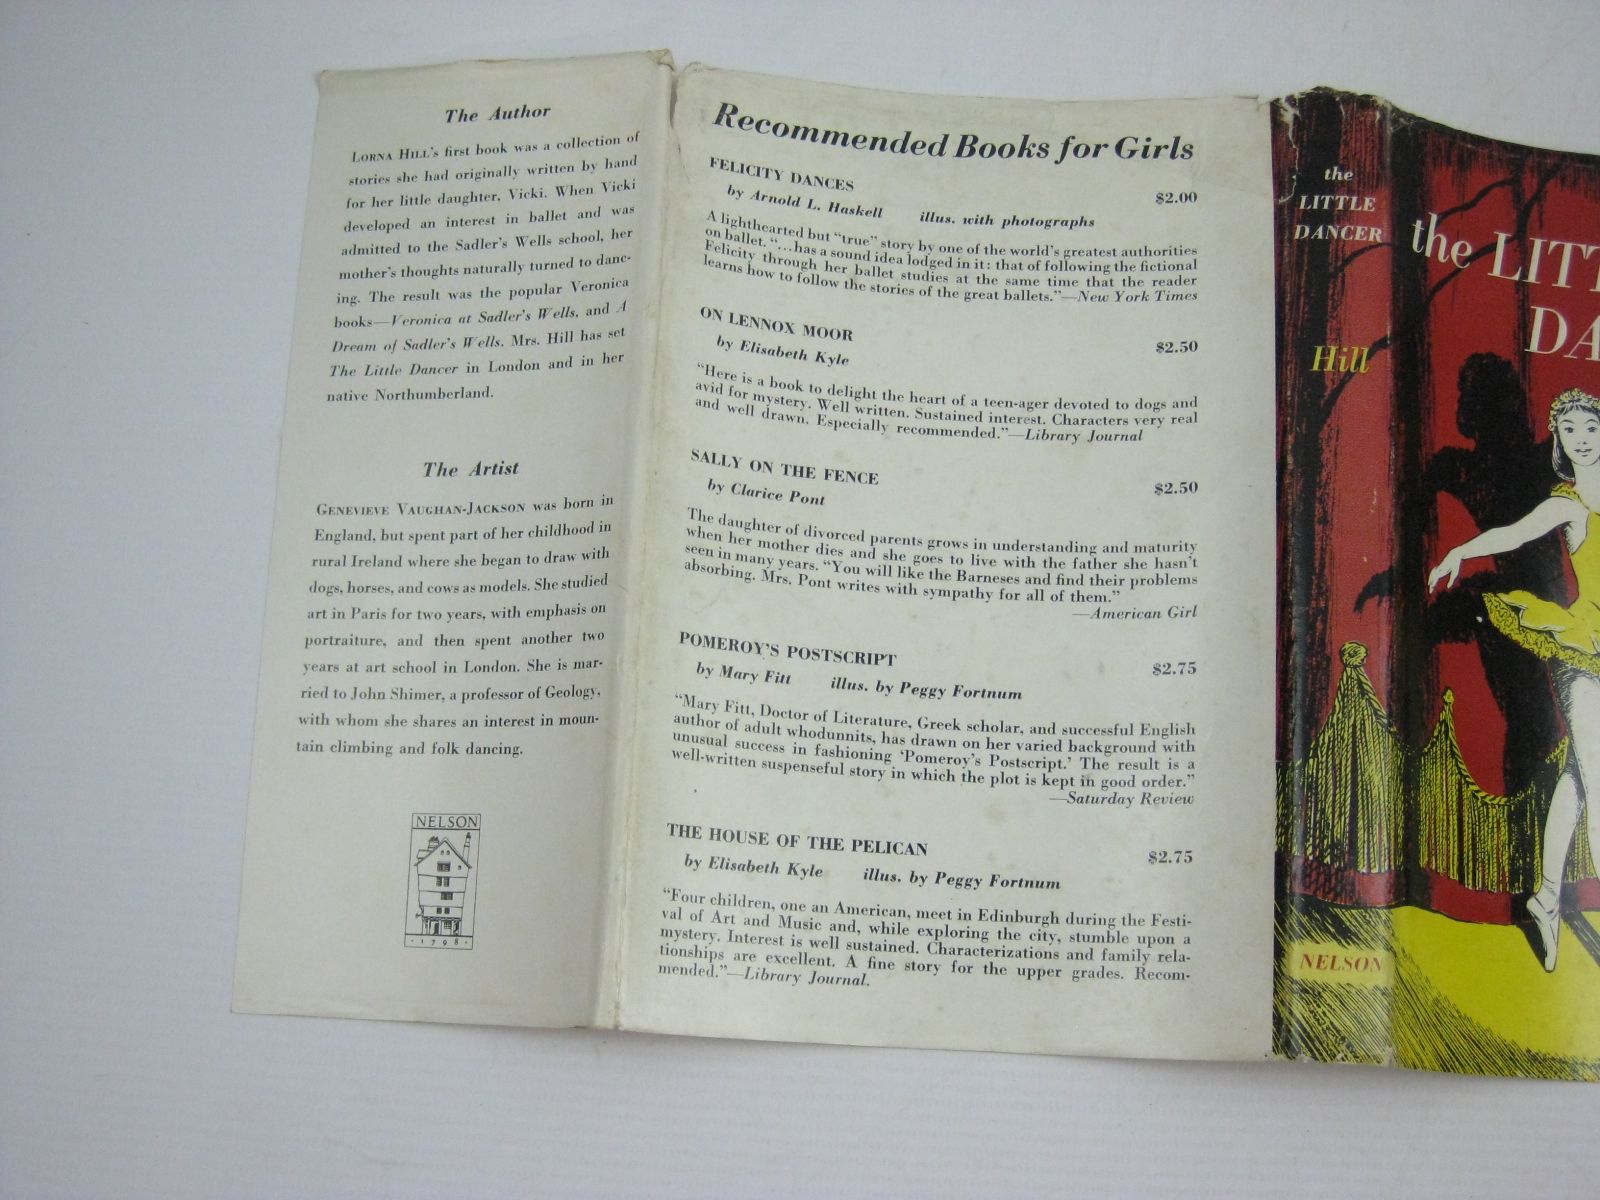 The Author
LORNA HILL's first book was a collection of
stories she had originally written by hand
for her little daughter, Vicki. When Vicki
developed an interest in ballet and was
admitted to the Sadler's Wells school, her
mother's thoughts naturally turned to danc-
ing. The result was the popular Veronica
books—Veronica at Sadler's Wells, and A
Dream of Sadler's Wells. Mrs. Hill has set
The Little Dancer in London and in her
native Northumberland.
The Artist
GENEVIEVE VAUGHAN-JACKSON was born in
England, but spent part of her childhood in
rural Ireland where she began to draw with
dogs, horses, and cows as models. She studied
art in Paris for two years, with emphasis on
portraiture, and then spent another two
years at art school in London. She is mar-
ried to John Shimer, a professor of Geology,
with whom she shares an interest in moun-
tain climbing and folk dancing.
NELSON
· 1798 ·
Recommended Books for Girls
FELICITY DANCES $2.00
by Arnold L. Haskell illus. with photographs
A lighthearted but "true" story by one of the world's greatest authorities
on ballet. "...has a sound idea lodged in it: that of following the fictional
Felicity through her ballet studies at the same time that the reader
learns how to follow the stories of the great ballets."—New York Times
ON LENNOX MOOR $2.50
by Elisabeth Kyle
"Here is a book to delight the heart of a teen-ager devoted to dogs and
avid for mystery. Well written. Sustained interest. Characters very real
and well drawn. Especially recommended."—Library Journal
SALLY ON THE FENCE $2.50
by Clarice Pont
The daughter of divorced parents grows in understanding and maturity
when her mother dies and she goes to live with the father she hasn't
seen in many years. "You will like the Barneses and find their problems
absorbing. Mrs. Pont writes with sympathy for all of them."
—American Girl
POMEROY'S POSTSCRIPT $2.75
by Mary Fitt illus. by Peggy Fortnum
"Mary Fitt, Doctor of Literature, Greek scholar, and successful English
author of adult whodunnits, has drawn on her varied background with
unusual success in fashioning 'Pomeroy's Postscript.' The result is a
well-written suspenseful story in which the plot is kept in good order."
—Saturday Review
THE HOUSE OF THE PELICAN $2.75
by Elisabeth Kyle illus. by Peggy Fortnum
"Four children, one an American, meet in Edinburgh during the Festi-
val of Art and Music and, while exploring the city, stumble upon a
mystery. Interest is well sustained. Characterizations and family rela-
tionships are excellent. A fine story for the upper grades. Recom-
mended."—Library Journal.
the
LITTLE
DANCER
Hill
NELSON
the LITT
DA